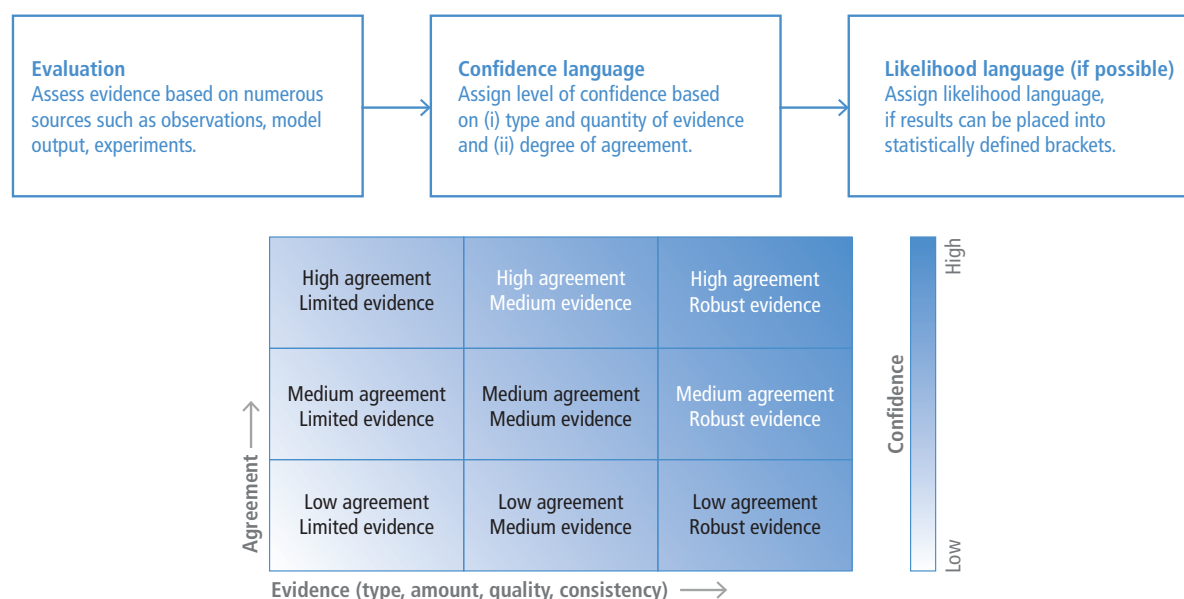 Evaluation
Assess evidence based on numerous
sources such as observations, model
output, experiments.
Confidence language
Assign level of confidence based
on (i) type and quantity of evidence
and (ii) degree of agreement.
Likelihood language (if possible)
Assign likelihood language,
if results can be placed into
statistically defined brackets.
High agreement
Limited evidence
High agreement
Medium evidence
High agreement
Robust evidence
Medium agreement
Limited evidence
Medium agreement
Medium evidence
Medium agreement
Robust evidence
Low agreement
Limited evidence
Low agreement
Medium evidence
Low agreement
Robust evidence
Agreement
Evidence (type, amount, quality, consistency)
High
Confidence
Low